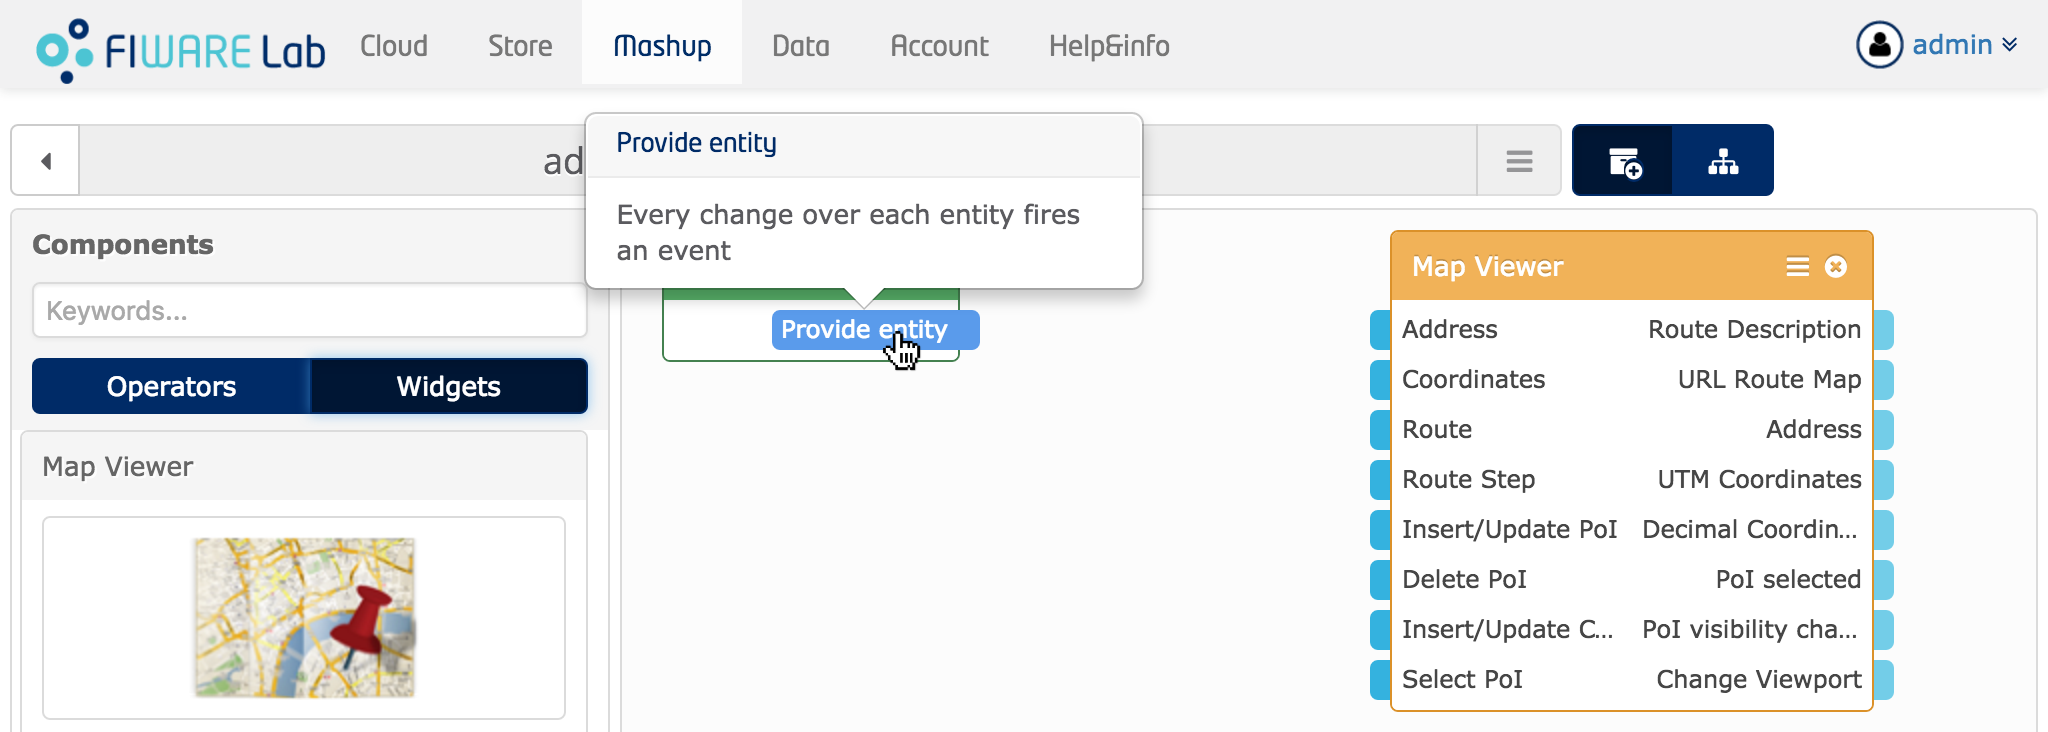 FIWARE Lab Cloud Store Mashup Data Account Help&info admin
Provide entity
ad
Every change over each entity fires
an event
Components
Keywords...
Operators Widgets
Map Viewer
Provide entity
Map Viewer
Address Route Description
Coordinates URL Route Map
Route Address
Route Step UTM Coordinates
Insert/Update PoI Decimal Coordin...
Delete PoI PoI selected
Insert/Update C... PoI visibility cha...
Select PoI Change Viewport